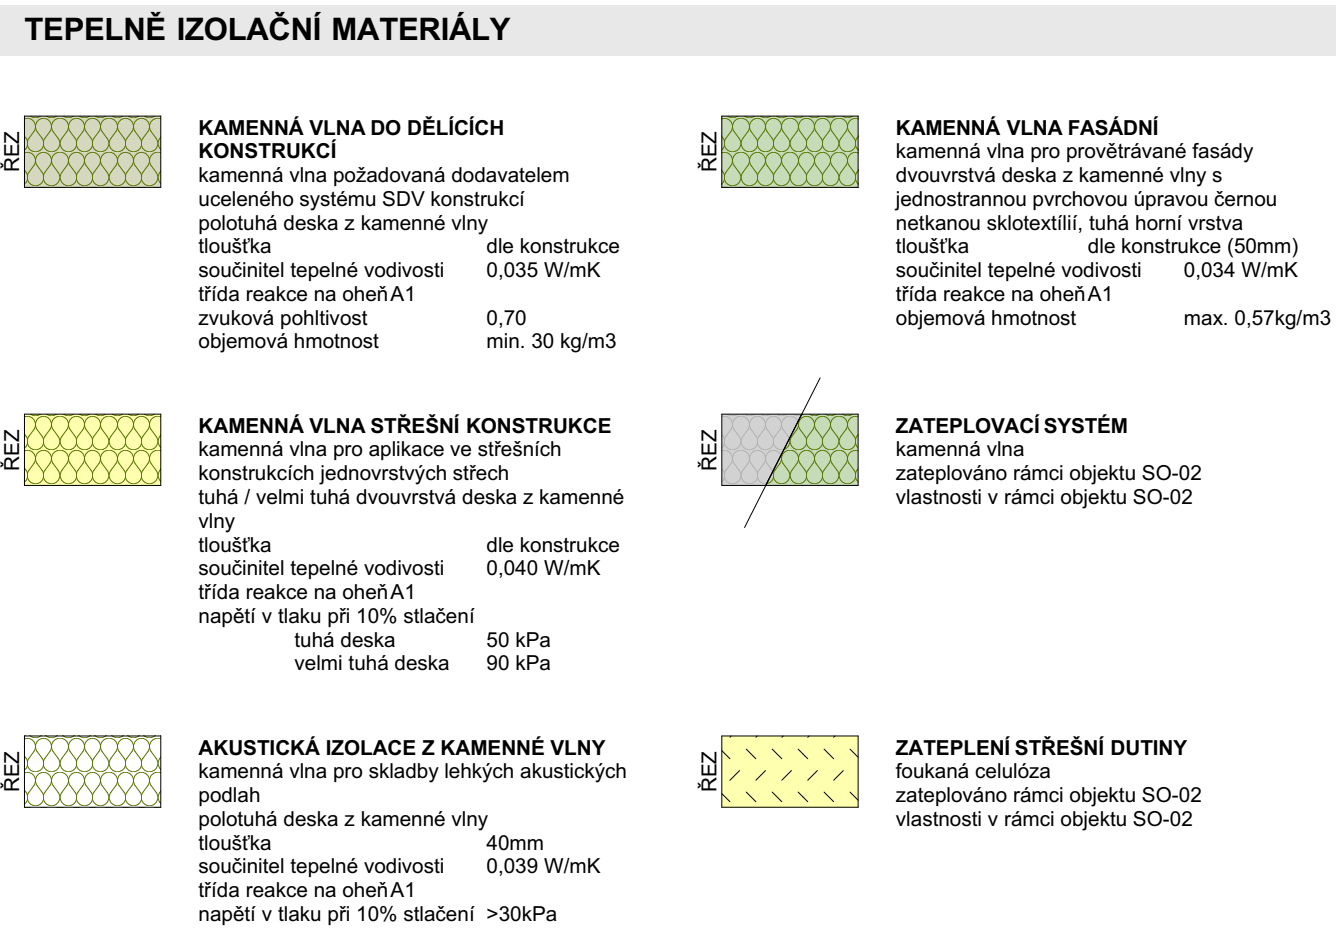 TEPELNĚ IZOLAČNÍ MATERIÁLY
ŘEZ
KAMENNÁ VLNA DO DĚLÍCÍCH
KONSTRUKCÍ
kamenná vlna požadovaná dodavatelem
uceleného systému SDV konstrukcí
polotuhá deska z kamenné vlny
tloušťka dle konstrukce
součinitel tepelné vodivosti 0,035 W/mK
třída reakce na oheň A1
zvuková pohltivost 0,70
objemová hmotnost min. 30 kg/m3
ŘEZ
KAMENNÁ VLNA FASÁDNÍ
kamenná vlna pro provětrávané fasády
dvouvrstvá deska z kamenné vlny s
jednostrannou pvrchovou úpravou černou
netkanou sklotextílií, tuhá horní vrstva
tloušťka dle konstrukce (50mm)
součinitel tepelné vodivosti 0,034 W/mK
třída reakce na oheň A1
objemová hmotnost max. 0,57kg/m3
ŘEZ
KAMENNÁ VLNA STŘEŠNÍ KONSTRUKCE
kamenná vlna pro aplikace ve střešních
konstrukcích jednovrstvých střech
tuhá / velmi tuhá dvouvrstvá deska z kamenné
vlny
tloušťka dle konstrukce
součinitel tepelné vodivosti 0,040 W/mK
třída reakce na oheň A1
napětí v tlaku při 10% stlačení
tuhá deska 50 kPa
velmi tuhá deska 90 kPa
ŘEZ
ZATEPLOVACÍ SYSTÉM
kamenná vlna
zateplováno rámci objektu SO-02
vlastnosti v rámci objektu SO-02
ŘEZ
AKUSTICKÁ IZOLACE Z KAMENNÉ VLNY
kamenná vlna pro skladby lehkých akustických
podlah
polotuhá deska z kamenné vlny
tloušťka 40mm
součinitel tepelné vodivosti 0,039 W/mK
třída reakce na oheň A1
napětí v tlaku při 10% stlačení >30kPa
ŘEZ
ZATEPLENÍ STŘEŠNÍ DUTINY
foukaná celulóza
zateplováno rámci objektu SO-02
vlastnosti v rámci objektu SO-02